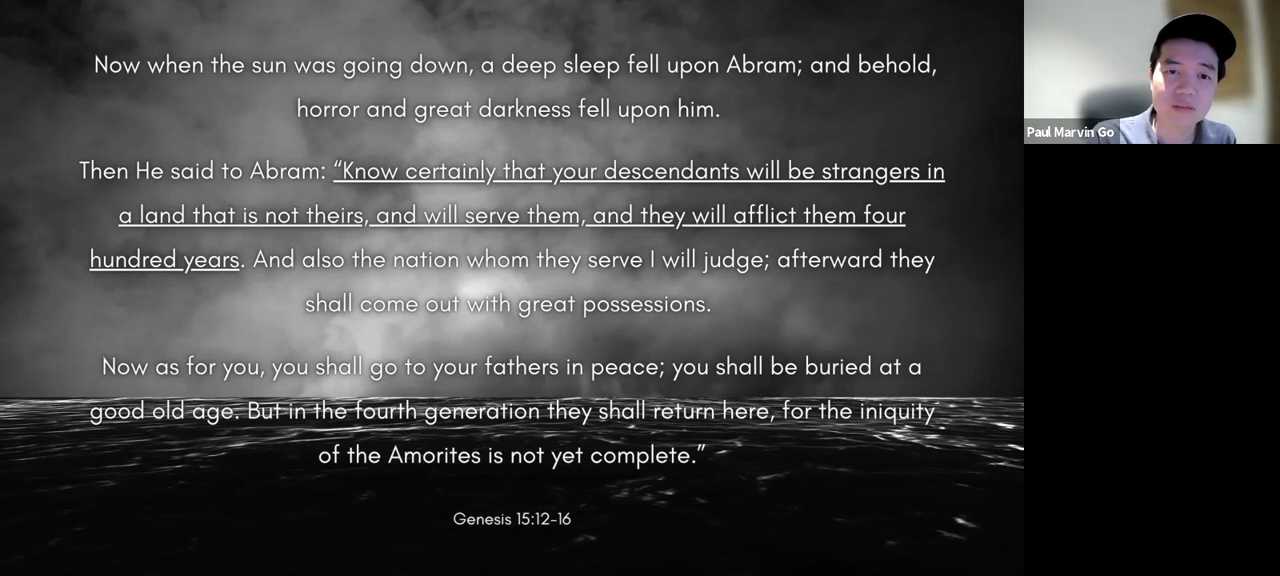 Now when the sun was going down, a deep sleep fell upon Abram; and behold,
horror and great darkness fell upon him.
Then He said to Abram: “Know certainly that your descendants will be strangers in
a land that is not theirs, and will serve them, and they will afflict them four
hundred years. And also the nation whom they serve I will judge; afterward they
shall come out with great possessions.
Now as for you, you shall go to your fathers in peace; you shall be buried at a
good old age. But in the fourth generation they shall return here, for the iniquity
of the Amorites is not yet complete.”
Genesis 15:12-16
Paul Marvin Go